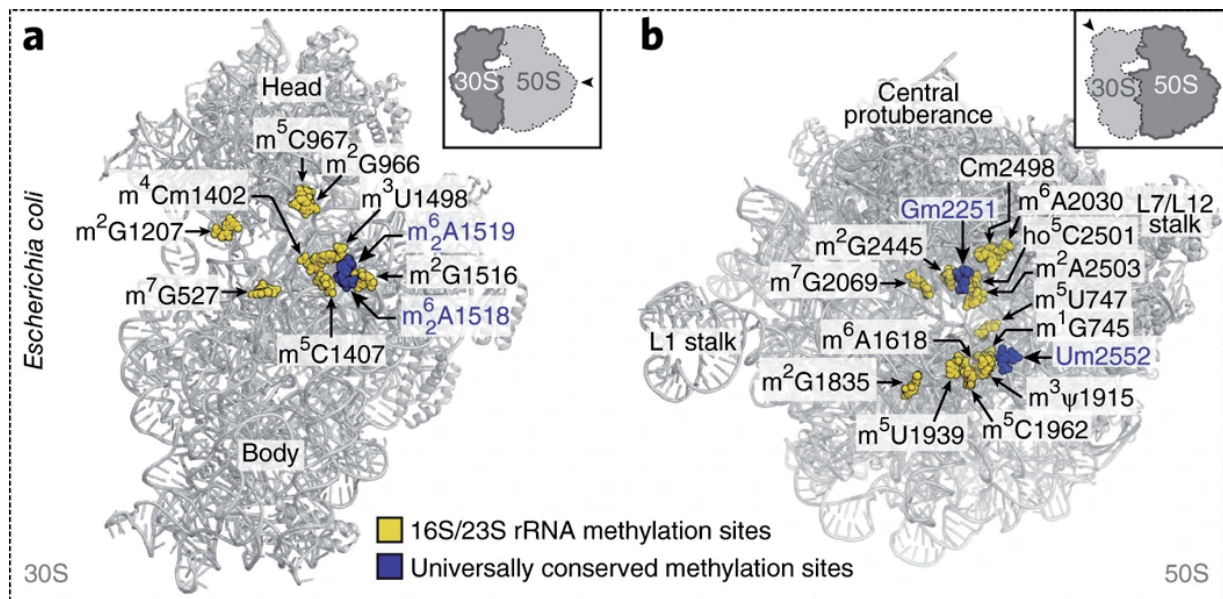 a
30S
50S
Head
m⁵C967
m²G966
m⁴Cm1402
m³U1498
m²G1207
m⁶₂A1519
m²G1516
m⁷G527
m⁶₂A1518
m⁵C1407
Escherichia coli
Body
30S
b
30S
50S
Central
protuberance
Cm2498
Gm2251
m⁶A2030
L7/L12
stalk
ho⁵C2501
m²G2445
m²A2503
m⁷G2069
m⁵U747
m¹G745
L1 stalk
m⁶A1618
Um2552
m²G1835
m³ψ1915
m⁵U1939
m⁵C1962
50S
16S/23S rRNA methylation sites
Universally conserved methylation sites